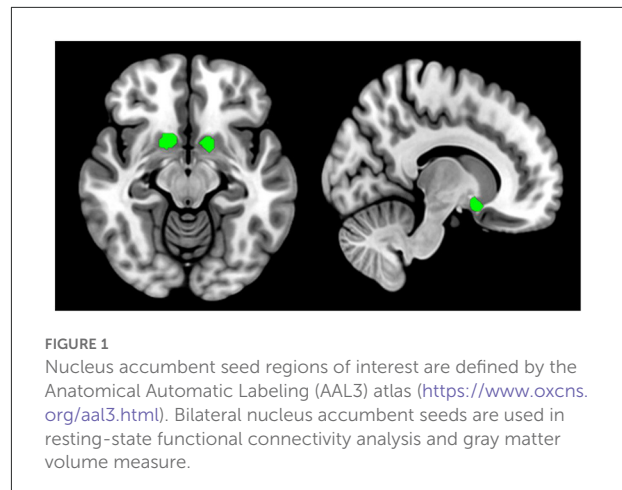 FIGURE 1
Nucleus accumbent seed regions of interest are defined by the
Anatomical Automatic Labeling (AAL3) atlas (https://www.oxcns.
org/aal3.html). Bilateral nucleus accumbent seeds are used in
resting-state functional connectivity analysis and gray matter
volume measure.